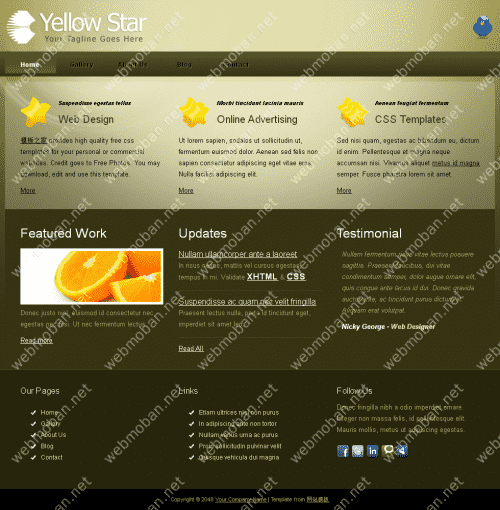 Yellow Star
Your Tagline Goes Here
Home
Gallery
About Us
Blog
Contact
Suspendisse egestas tellus
Web Design
模板之家 provides high quality free css
templates for your personal or commercial
websites. Credit goes to Free Photos. You may
download, edit and use this template.
More
Morbi tincidunt lacinia mauris
Online Advertising
Ut lorem sapien, sodales ut sollicitudin ut,
fermentum euismod dolor. Aenean sed felis non
sapien consectetur adipiscing eget vitae eros.
Nulla facilisi adipiscing elit.
More
Aenean feugiat fermentum
CSS Templates
Sed nisi quam, egestas ac bibendum eu, dictum
id enim. Pellentesque at magna neque
accumsan nisi. Vivamus aliquet metus id magna
semper. Fusce pharetra lorem sit amet.
More
Featured Work
Donec justo nisl, euismod id consectetur nec,
egestas nec nisi. Ut nec fermentum lectus.
Read more
Updates
Nullam ullamcorper ante a laoreet
In risus neque, mattis vel cursus egestas,
tempus in mi. Validate XHTML & CSS
Suspendisse ac quam nec velit fringilla
Praesent lectus nulla, porta id tincidunt eget,
imperdiet sit amet leo.
Read All
Testimonial
Nullam fermentum vitae lectus posuere
sagittis. Praesent faucibus, dui vitae
condimentum semper, dolor augue ornare elit,
quis congue ante lacus id dui. Donec gravida
auctor ante, ac tincidunt purus dictum et.
Aliquam erat volutpat.
Nicky George - Web Designer
Our Pages
Home
Gallery
About Us
Blog
Contact
Links
Etiam ultrices nisl non purus
In adipiscing ante non tortor
Nullam varius urna ac purus
Proin sollicitudin pulvinar velit
Quisque vehicula dui magna
Follow Us
Donec fringilla nibh a odio imperdiet ornare.
Integer non massa felis, id pellentesque elit.
Mauris mollis, metus ut adipiscing egestas.
Copyright © 2048 Your Company Name | Template from 网站模板
webmoban.net